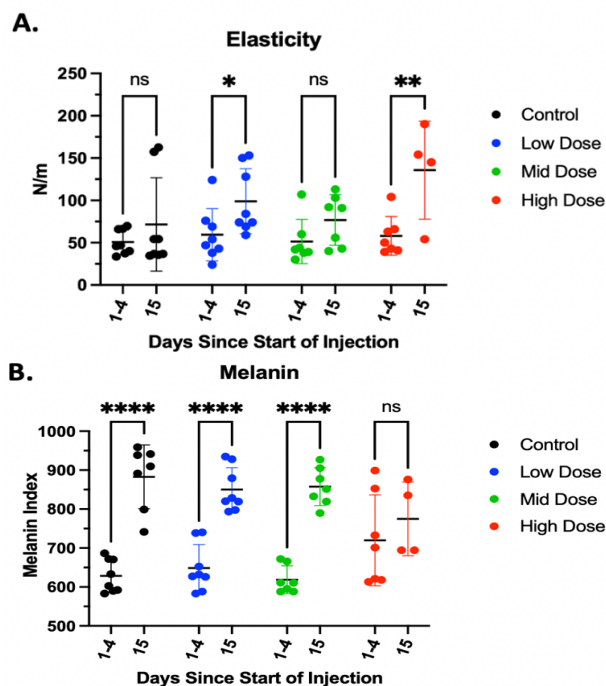 A.
Elasticity
ns * ns **
250
200
150
100
50
0
N/m
1-4 15 1-4 15 1-4 15 1-4 15
Days Since Start of Injection
Control
Low Dose
Mid Dose
High Dose
B.
Melanin
**** **** **** ns
1000
900
800
700
600
500
Melanin Index
1-4 15 1-4 15 1-4 15 1-4 15
Days Since Start of Injection
Control
Low Dose
Mid Dose
High Dose